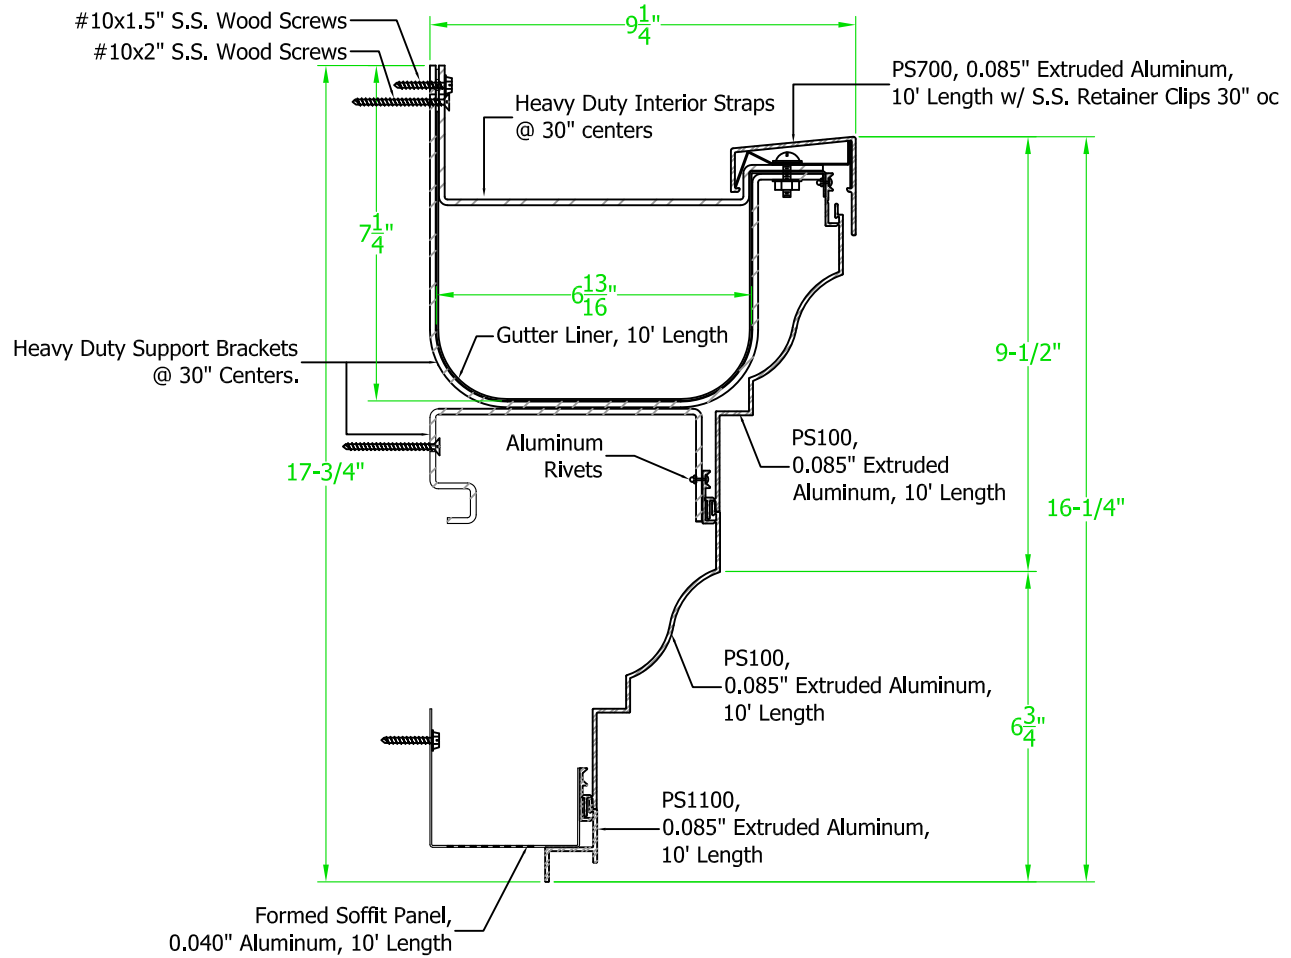 #10x1.5" S.S. Wood Screws
#10x2" S.S. Wood Screws
9 1/4"
PS700, 0.085" Extruded Aluminum,
10' Length w/ S.S. Retainer Clips 30" oc
Heavy Duty Interior Straps
@ 30" centers
7 1/4"
6 13/16"
Gutter Liner, 10' Length
Heavy Duty Support Brackets
@ 30" Centers.
9-1/2"
17-3/4"
Aluminum
Rivets
PS100,
0.085" Extruded
Aluminum, 10' Length
16-1/4"
PS100,
0.085" Extruded Aluminum,
10' Length
6 3/4"
PS1100,
0.085" Extruded Aluminum,
10' Length
Formed Soffit Panel,
0.040" Aluminum, 10' Length